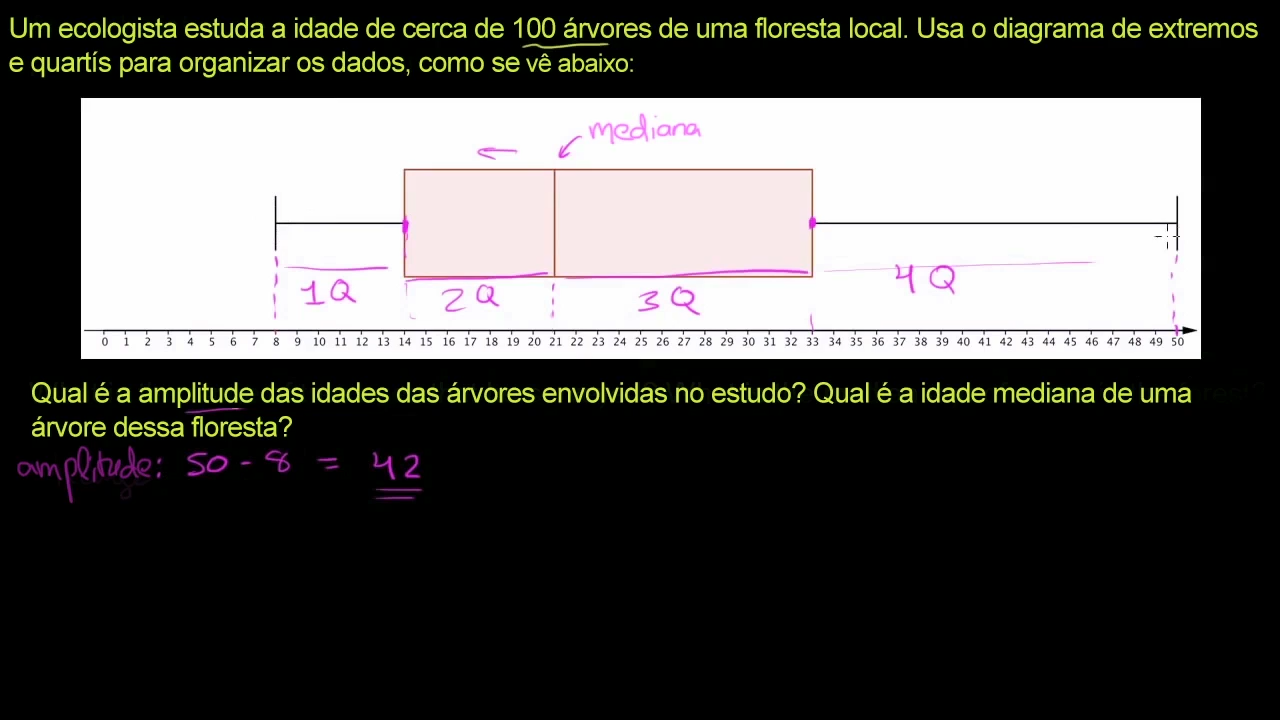 Um ecologista estuda a idade de cerca de 100 árvores de uma floresta local. Usa o diagrama de extremos
e quartís para organizar os dados, como se vê abaixo:
mediana
1Q 2Q 3Q 4Q
0 1 2 3 4 5 6 7 8 9 10 11 12 13 14 15 16 17 18 19 20 21 22 23 24 25 26 27 28 29 30 31 32 33 34 35 36 37 38 39 40 41 42 43 44 45 46 47 48 49 50
Qual é a amplitude das idades das árvores envolvidas no estudo? Qual é a idade mediana de uma
árvore dessa floresta?
amplitude: 50 - 8 = 42